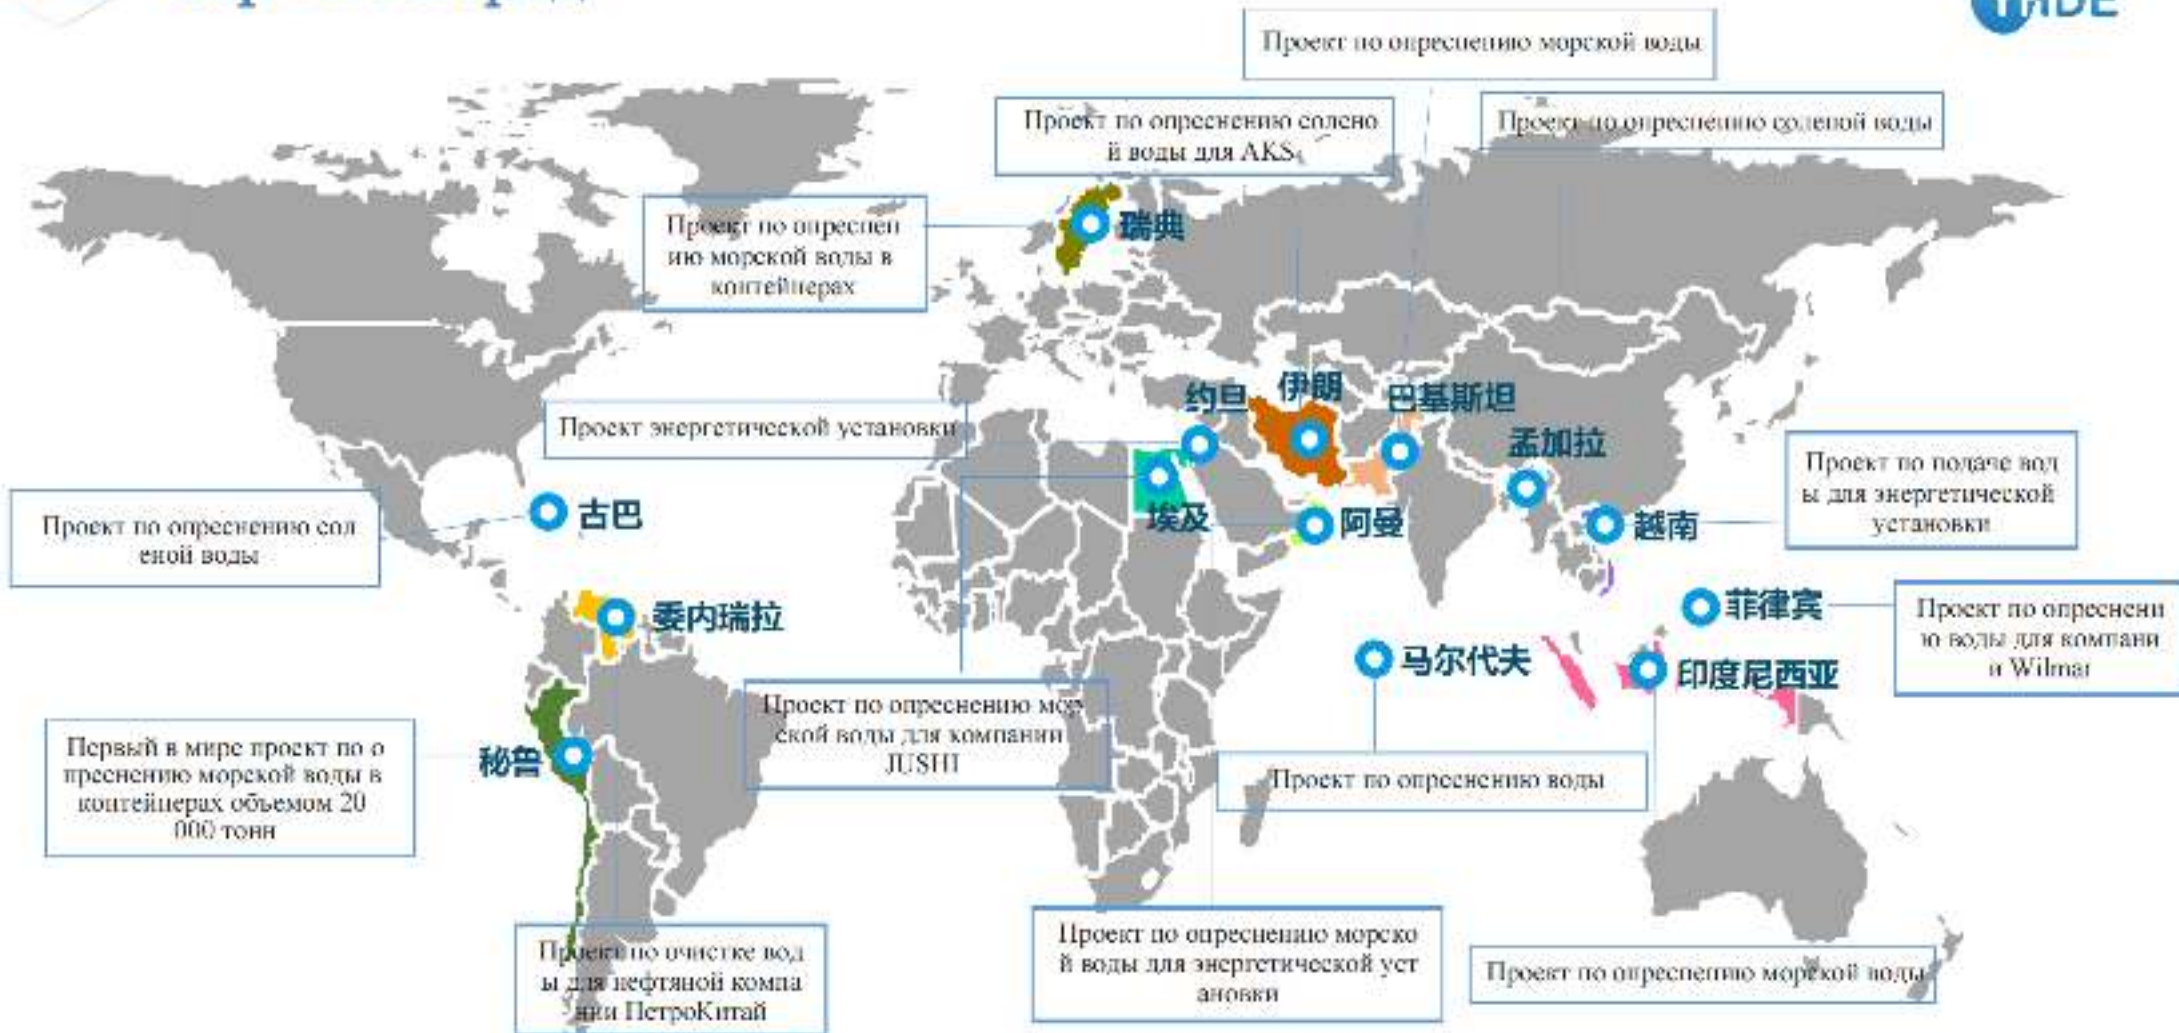 Проект по опреснению морской воды
Проект по опреснению солено
й воды для AKS
Проект по опреснению соленой воды
Проект по опреснен
ию морской воды в
контейнерах
瑞典
约旦
伊朗
巴基斯坦
孟加拉
Проект энергетической установки
Проект по подаче вод
ы для энергетической
установки
Проект по опреснению сол
еной воды
古巴
埃及
阿曼
越南
委内瑞拉
马尔代夫
菲律宾
印度尼西亚
Проект по опреснени
ю воды для компани
и Wilmar
Проект по опреснению мор
ской воды для компании
JUSHI
Первый в мире проект по о
преснению морской воды в
контейнерах объемом 20
000 тонн
秘鲁
Проект по опреснению воды
Проект по очистке вод
ы для нефтяной компа
нии ПетроКитай
Проект по опреснению морско
й воды для энергетической уст
ановки
Проект по опреснению морской воды